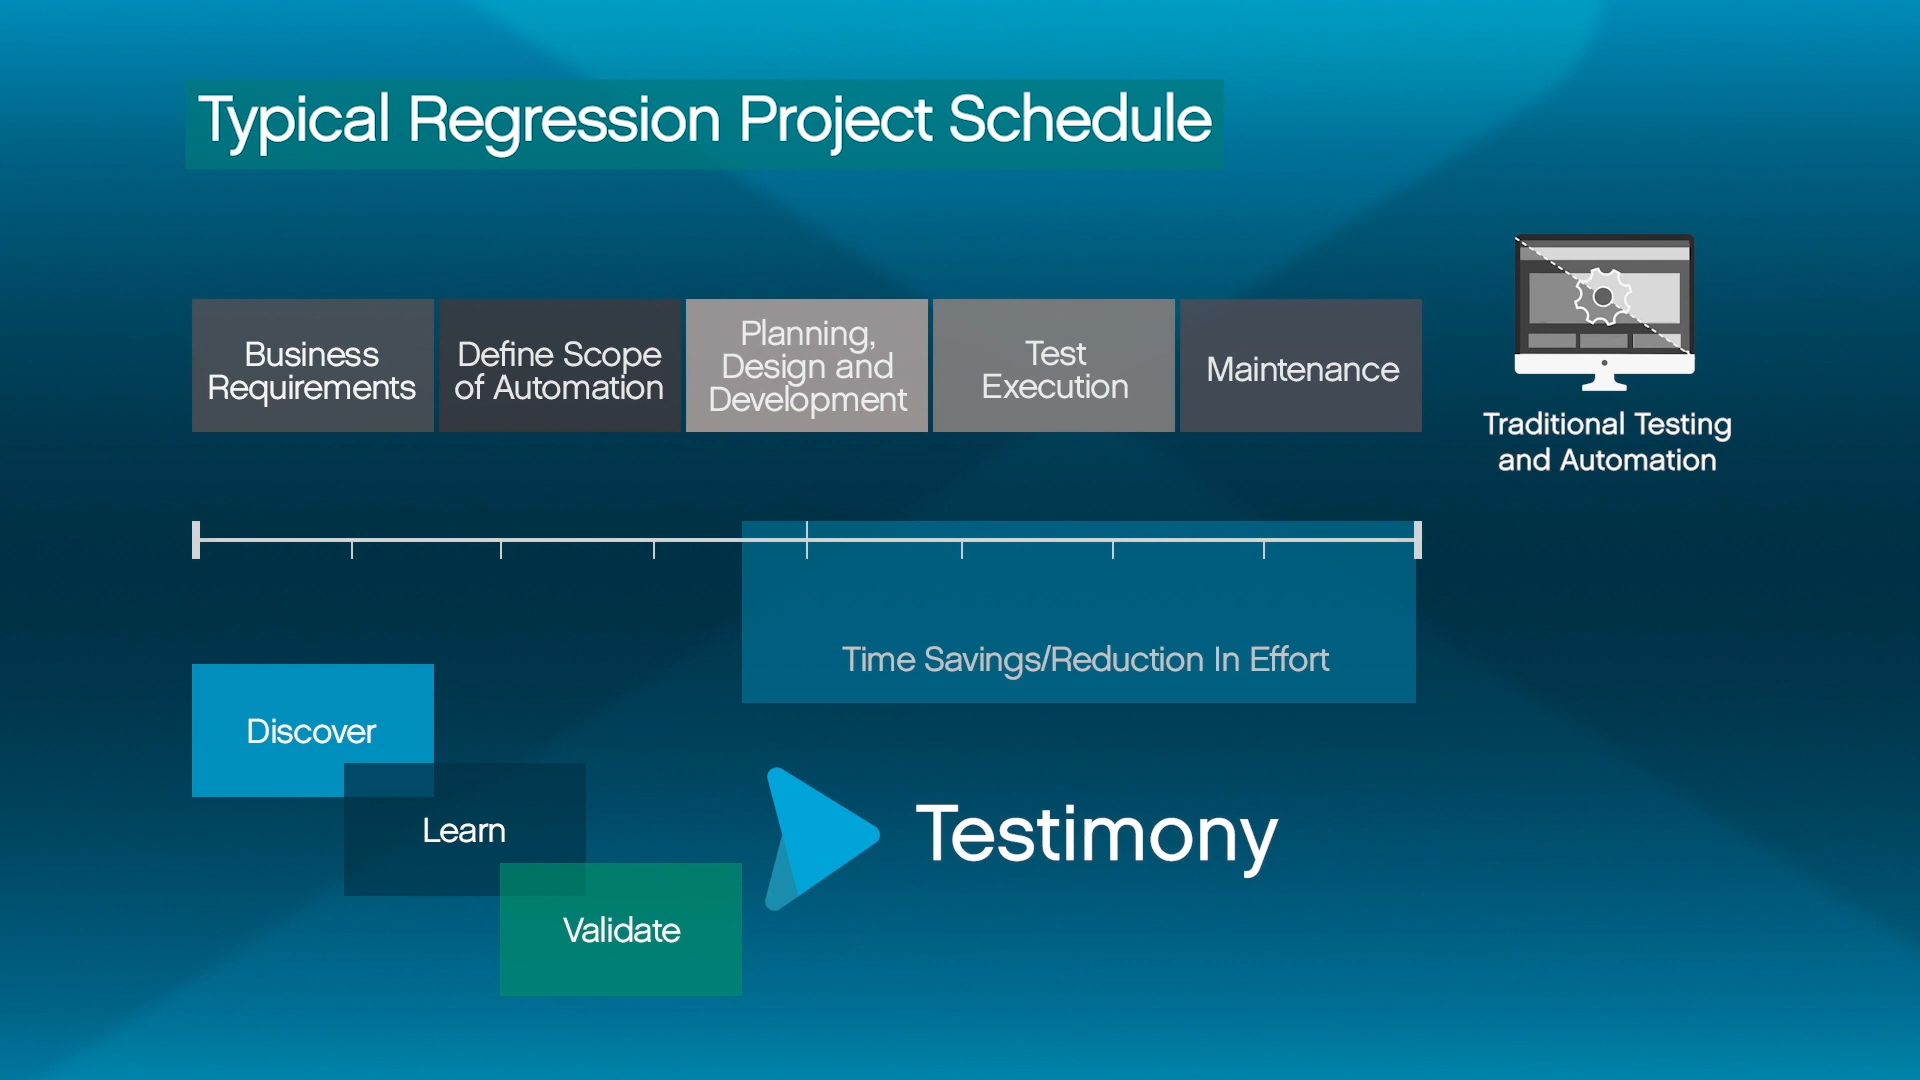 Typical Regression Project Schedule
Business
Requirements
Define Scope
of Automation
Planning,
Design and
Development
Test
Execution
Maintenance
Traditional Testing
and Automation
Time Savings/Reduction In Effort
Discover
Learn
Validate
Testimony